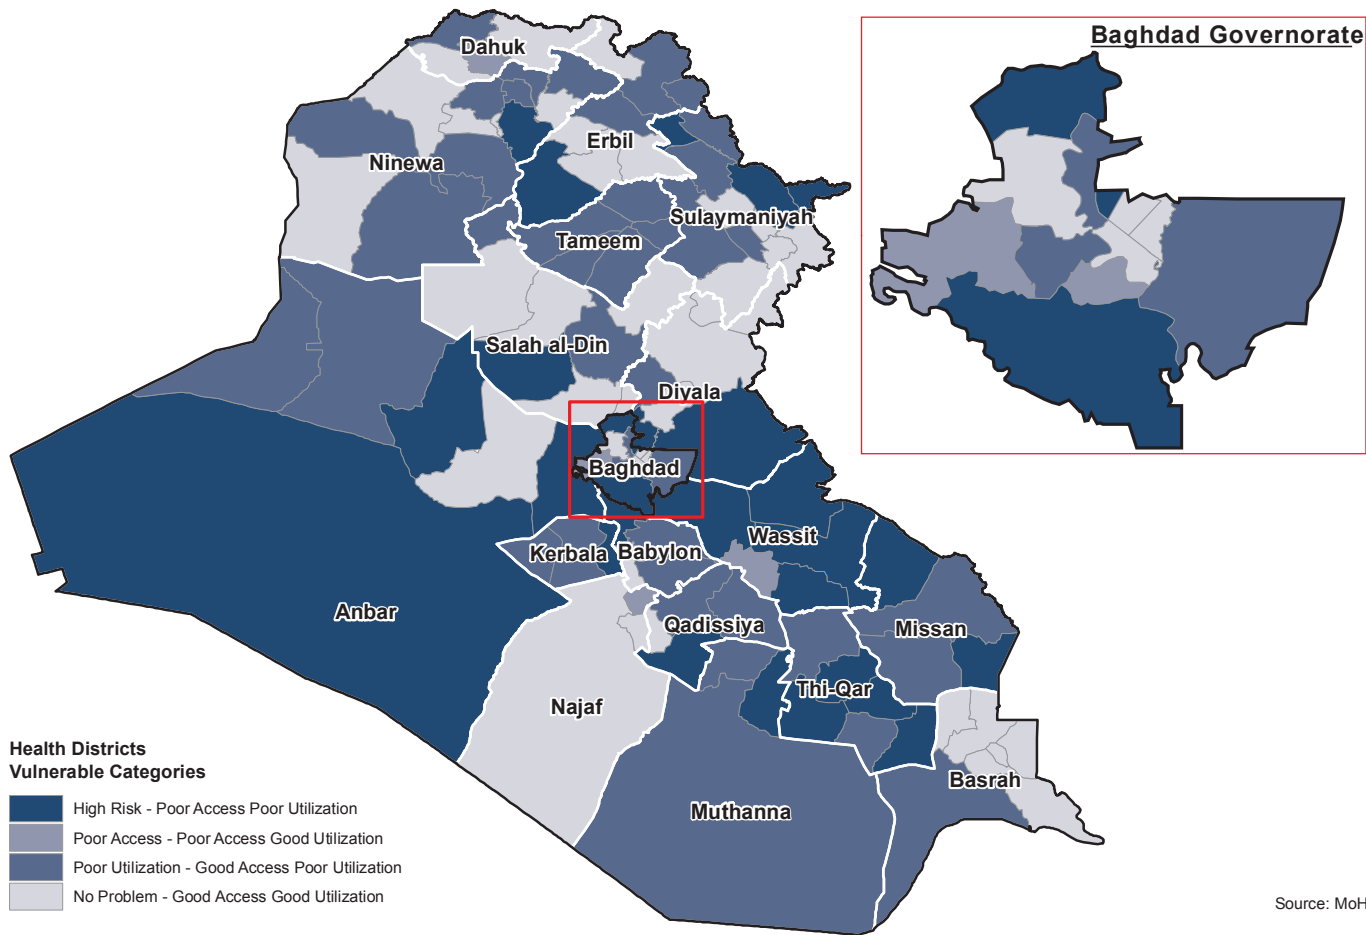 Baghdad Governorate
Dahuk
Erbil
Ninewa
Sulaymaniyah
Tameem
Salah al-Din
Diyala
Baghdad
Wassit
Kerbala
Babylon
Anbar
Qadissiya
Missan
Thi-Qar
Najaf
Basrah
Muthanna
Health Districts
Vulnerable Categories
High Risk - Poor Access Poor Utilization
Poor Access - Poor Access Good Utilization
Poor Utilization - Good Access Poor Utilization
No Problem - Good Access Good Utilization
Source: MoH